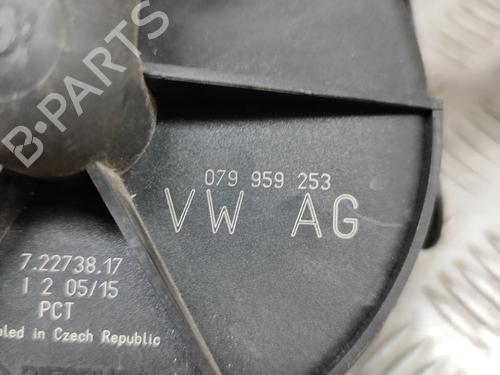 B-PARTS
079 959 253
VW AG
7.22738.17
1 2 05/15
PCT
bled in Czech Republic